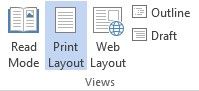 Read Mode
Print Layout
Web Layout
Outline
Draft
Views